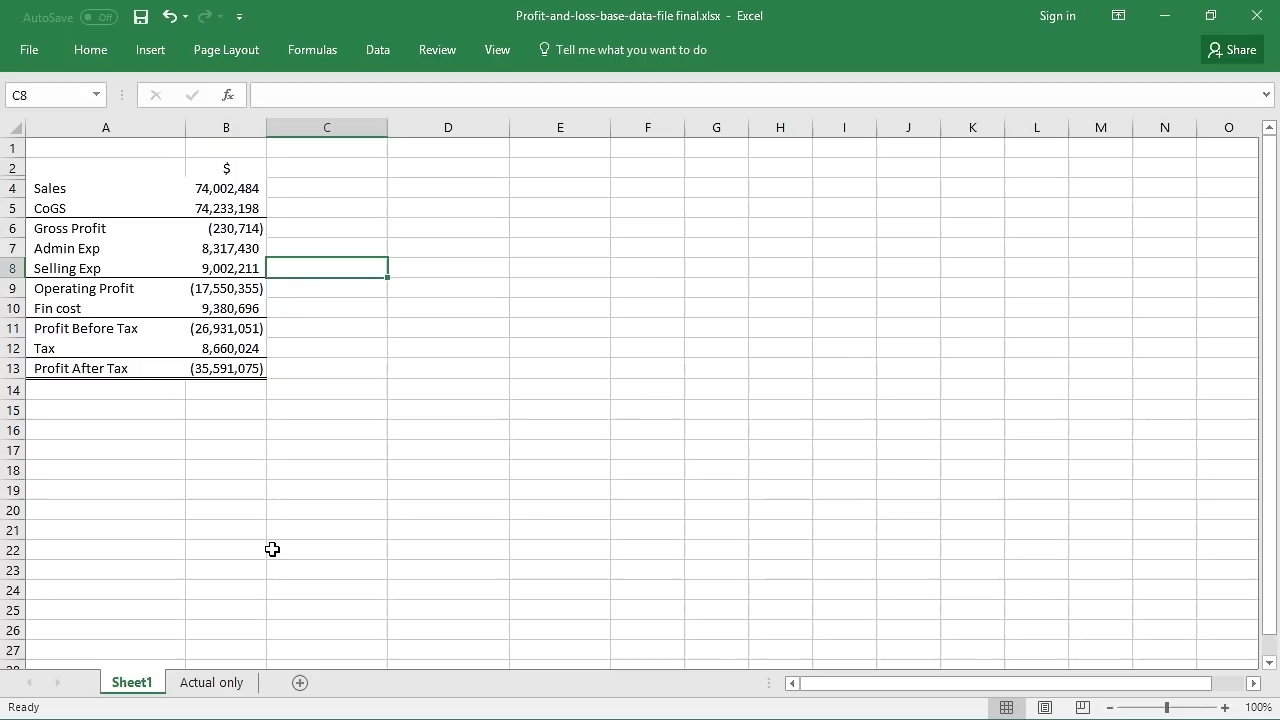 AutoSave Off Profit-and-loss-base-data-file final.xlsx - Excel Sign in
File Home Insert Page Layout Formulas Data Review View Tell me what you want to do Share
C8 fx
A B C D E F G H I J K L M N O
1
2 $
4 Sales 74,002,484
5 CoGS 74,233,198
6 Gross Profit (230,714)
7 Admin Exp 8,317,430
8 Selling Exp 9,002,211
9 Operating Profit (17,550,355)
10 Fin cost 9,380,696
11 Profit Before Tax (26,931,051)
12 Tax 8,660,024
13 Profit After Tax (35,591,075)
14
15
16
17
18
19
20
21
22
23
24
25
26
27
Sheet1 Actual only
Ready 100%